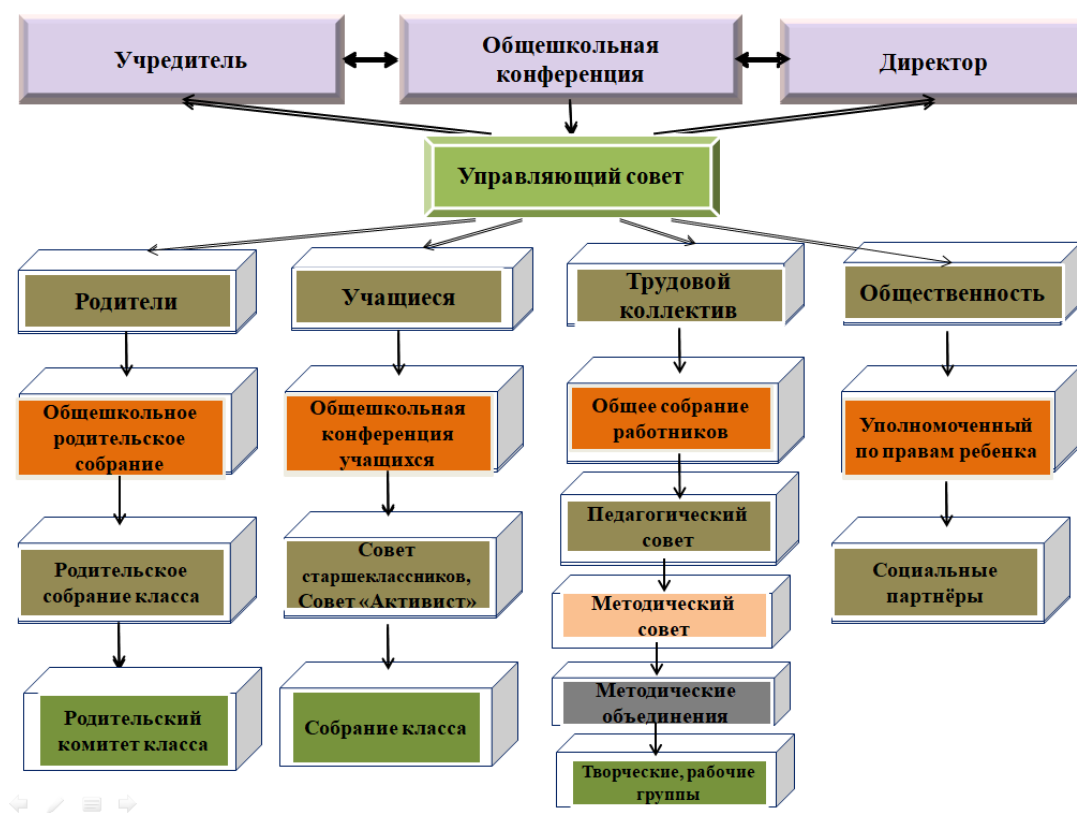 Учредитель
Общешкольная
конференция
Директор
Управляющий совет
Родители
Учащиеся
Трудовой
коллектив
Общественность
Общешкольное
родительское
собрание
Общешкольная
конференция
учащихся
Общее собрание
работников
Уполномоченный
по правам ребенка
Родительское
собрание класса
Совет
старшеклассников,
Совет «Активист»
Педагогический
совет
Социальные
партнёры
Методический
совет
Родительский
комитет класса
Собрание класса
Методические
объединения
Творческие, рабочие
группы